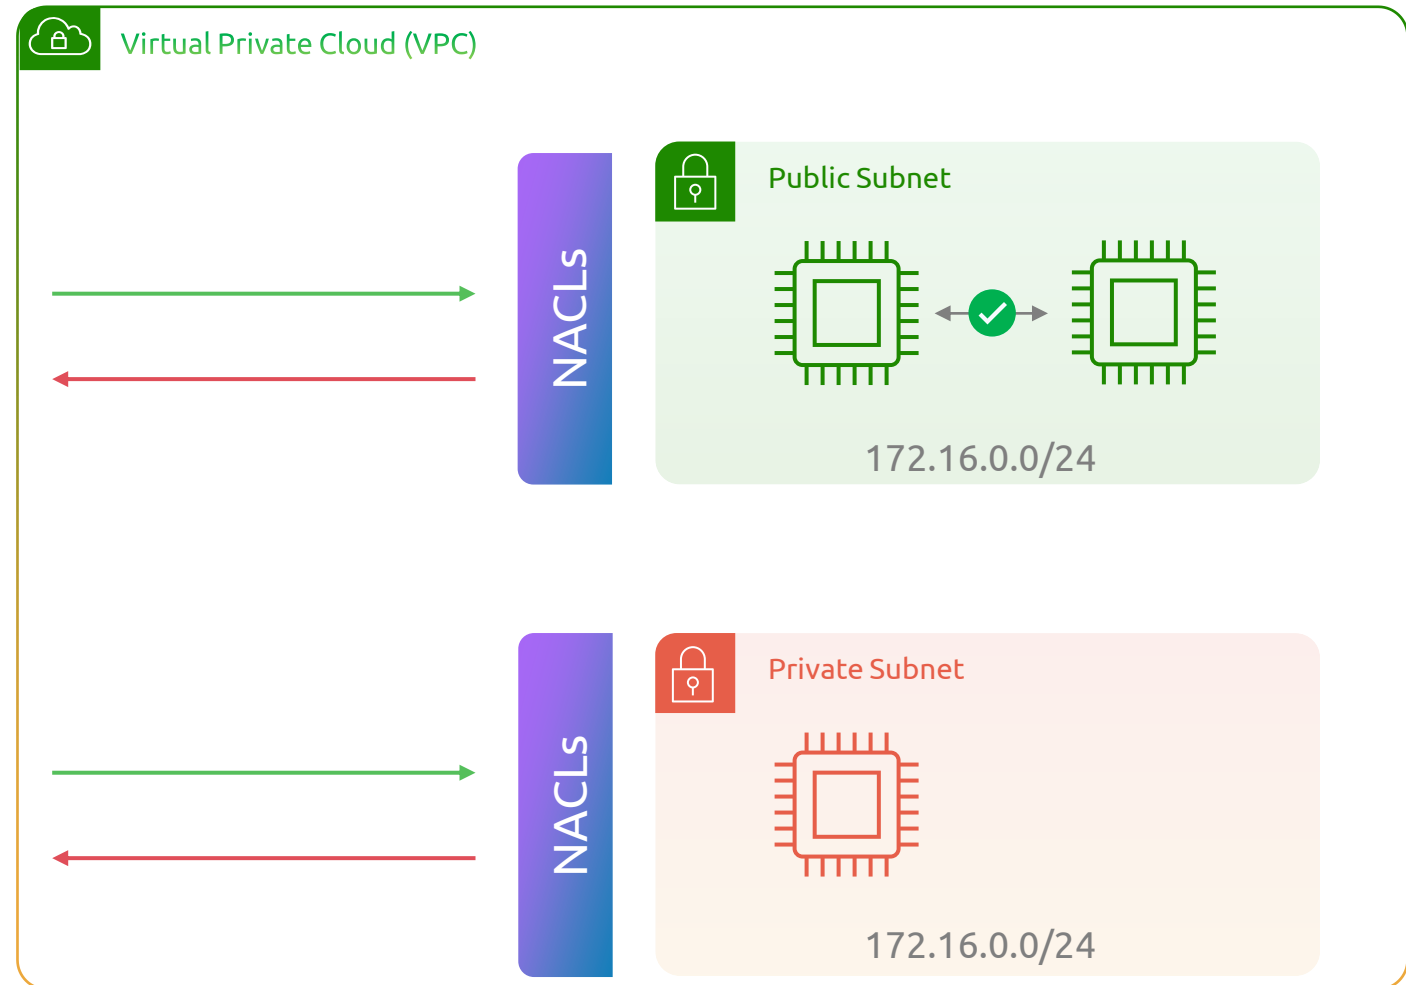 Virtual Private Cloud (VPC)
Public Subnet
NACLs
172.16.0.0/24
Private Subnet
NACLs
172.16.0.0/24